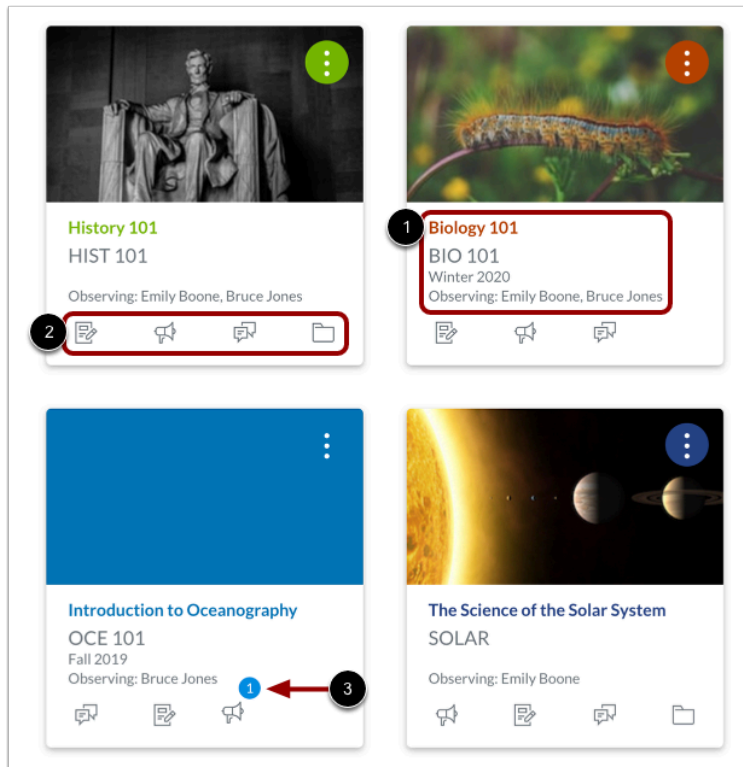 History 101
HIST 101
Observing: Emily Boone, Bruce Jones
2
1
Biology 101
BIO 101
Winter 2020
Observing: Emily Boone, Bruce Jones
Introduction to Oceanography
OCE 101
Fall 2019
Observing: Bruce Jones
1
3
The Science of the Solar System
SOLAR
Observing: Emily Boone